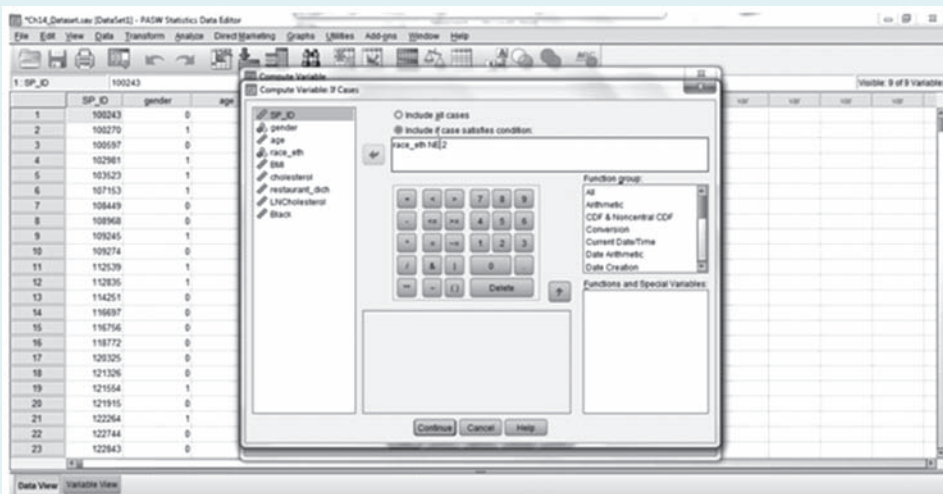 *Ch14_Dataset.sav [DataSet1] - PASW Statistics Data Editor
File Edit View Data Transform Analyze Direct Marketing Graphs Utilities Add-ons Window Help
1 : SP_ID 100243 Visible: 9 of 9 Variables
SP_ID gender age var var var var
1 100243 0
2 100270 1
3 100597 0
4 102981 1
5 103523 1
6 107153 1
7 108449 0
8 108968 0
9 109245 1
10 109274 0
11 112539 1
12 112835 1
13 114251 0
14 116697 0
15 116756 0
16 118772 0
17 120325 0
18 121326 0
19 121554 1
20 121915 0
21 122264 1
22 122744 0
23 122843 0
Compute Variable
Compute Variable: If Cases
SP_ID
gender
age
race_eth
BMI
cholesterol
restaurant_dich
LNCholesterol
Black
Include all cases
Include if case satisfies condition:
race_eth NE 2
+ < > 7 8 9
- <= >= 4 5 6
* = ~= 1 2 3
/ & | 0 .
** ~ ( ) Delete
Function group:
All
Arithmetic
CDF & Noncentral CDF
Conversion
Current Date/Time
Date Arithmetic
Date Creation
Functions and Special Variables:
Continue Cancel Help
Data View Variable View